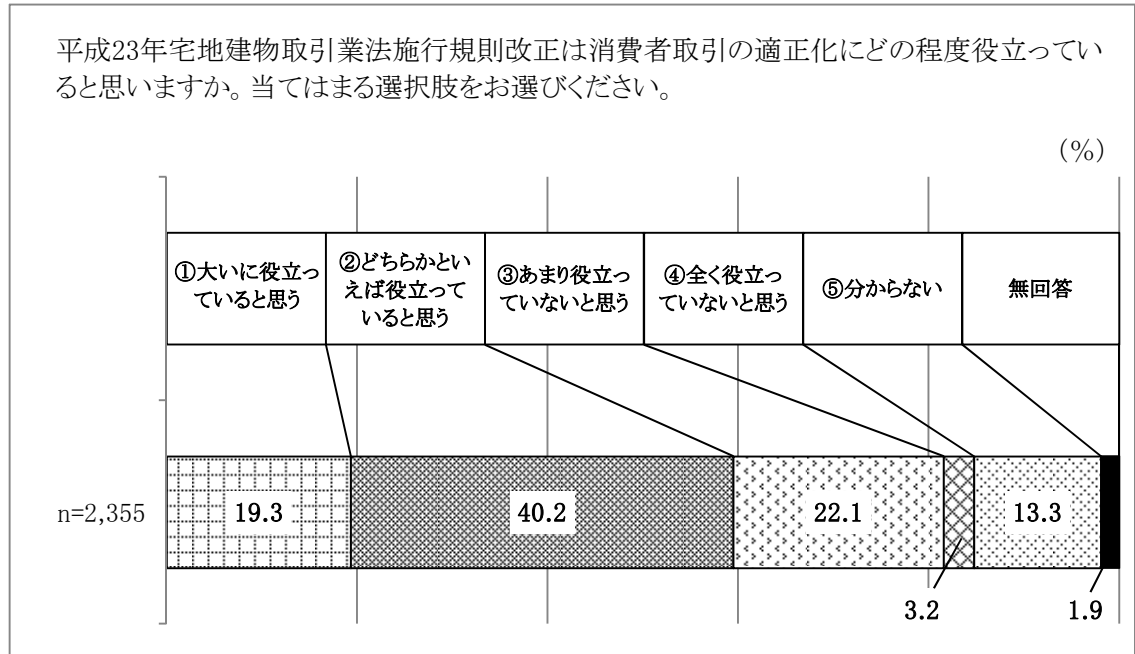 平成23年宅地建物取引業法施行規則改正は消費者取引の適正化にどの程度役立ってい
ると思いますか。当てはまる選択肢をお選びください。
(%)
①大いに役立っ
ていると思う
②どちらかとい
えば役立って
いると思う
③あまり役立っ
ていないと思う
④全く役立っ
ていないと思う
⑤分からない
無回答
n=2,355
19.3
40.2
22.1
3.2
13.3
1.9